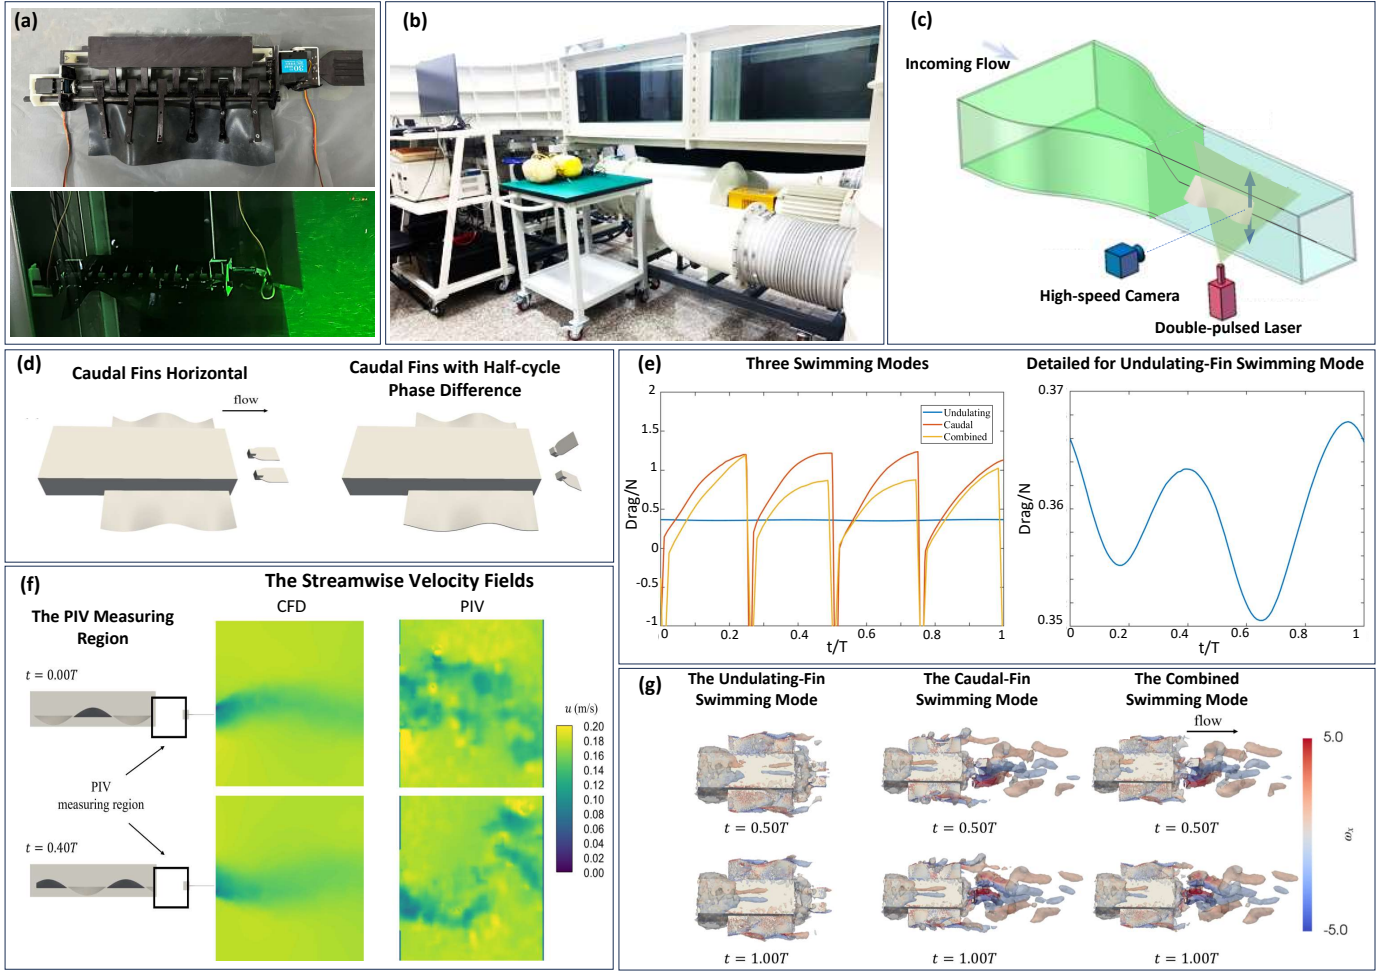 (a)
(b)
(c)
Incoming Flow
High-speed Camera
Double-pulsed Laser
(d)
Caudal Fins Horizontal
flow
Caudal Fins with Half-cycle
Phase Difference
(e)
Three Swimming Modes
Drag/N
2
1.5
1
0.5
0
-0.5
-1
0
0.2
0.4
0.6
0.8
1
t/T
Undulating
Caudal
Combined
Detailed for Undulating-Fin Swimming Mode
Drag/N
0.37
0.36
0.35
0
0.2
0.4
0.6
0.8
1
t/T
(f)
The Streamwise Velocity Fields
The PIV Measuring
Region
CFD
PIV
t = 0.00T
PIV
measuring region
t = 0.40T
u (m/s)
0.20
0.18
0.16
0.14
0.12
0.10
0.08
0.06
0.04
0.02
0.00
(g)
The Undulating-Fin
Swimming Mode
The Caudal-Fin
Swimming Mode
The Combined
Swimming Mode
flow
t = 0.50T
t = 0.50T
t = 0.50T
t = 1.00T
t = 1.00T
t = 1.00T
5.0
ωx
-5.0